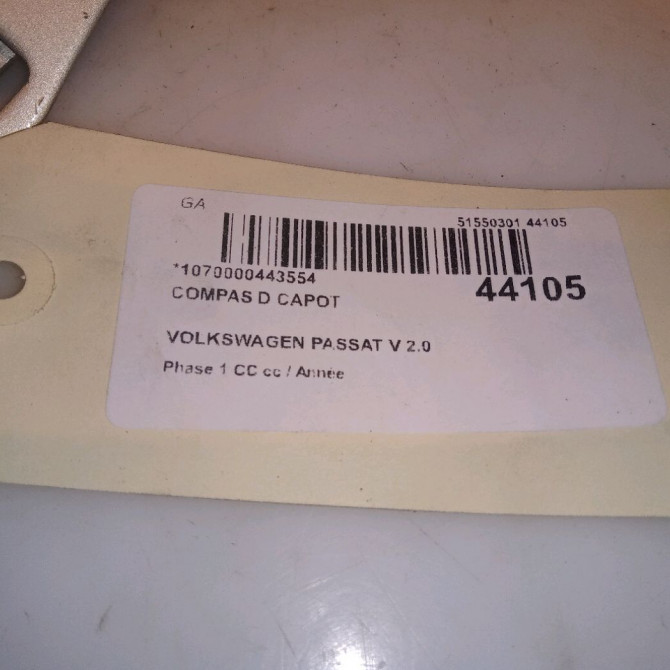 GA
51550301 44105
*1070000443554
44105
COMPAS D CAPOT
VOLKSWAGEN PASSAT V 2.0
Phase 1 CC cc / Année